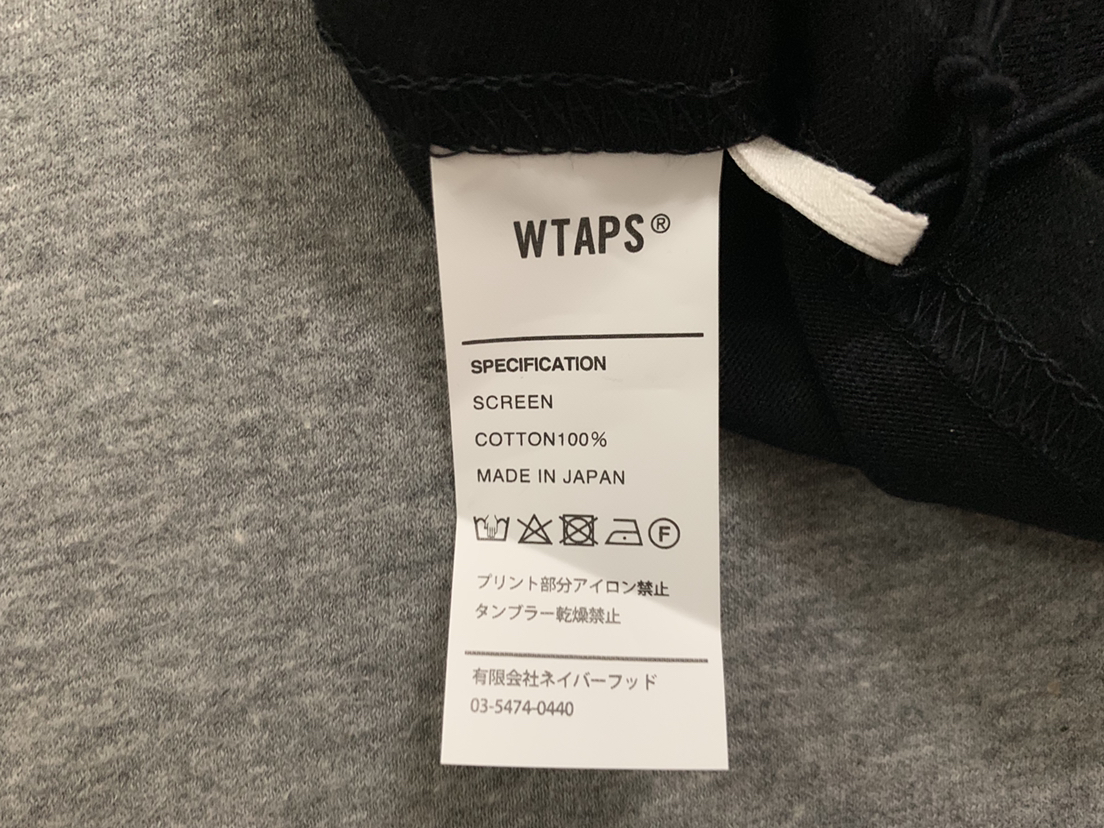 WTAPS®
SPECIFICATION
SCREEN
COTTON100%
MADE IN JAPAN
F
プリント部分アイロン禁止
タンブラー乾燥禁止
有限会社ネイバーフッド
03-5474-0440